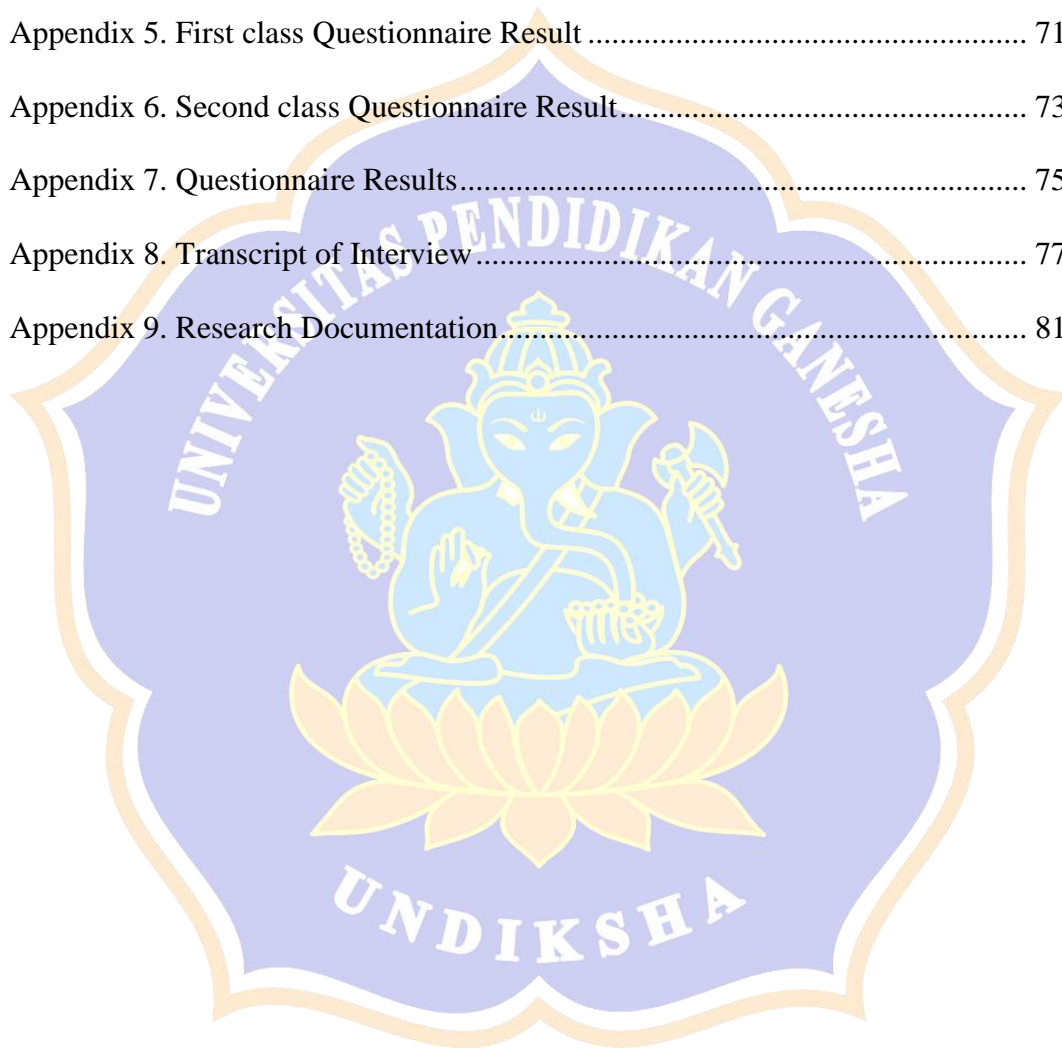 Appendix 5. First class Questionnaire Result ............................................................................ 71
Appendix 6. Second class Questionnaire Result....................................................................... 73
Appendix 7. Questionnaire Results................................................................................................. 75
UNIVERSITAS PENDIDIKAN GANESHA
Appendix 8. Transcript of Interview.............................................................................................. 77
Appendix 9. Research Documentation.......................................................................................... 81
UNDIKSHA